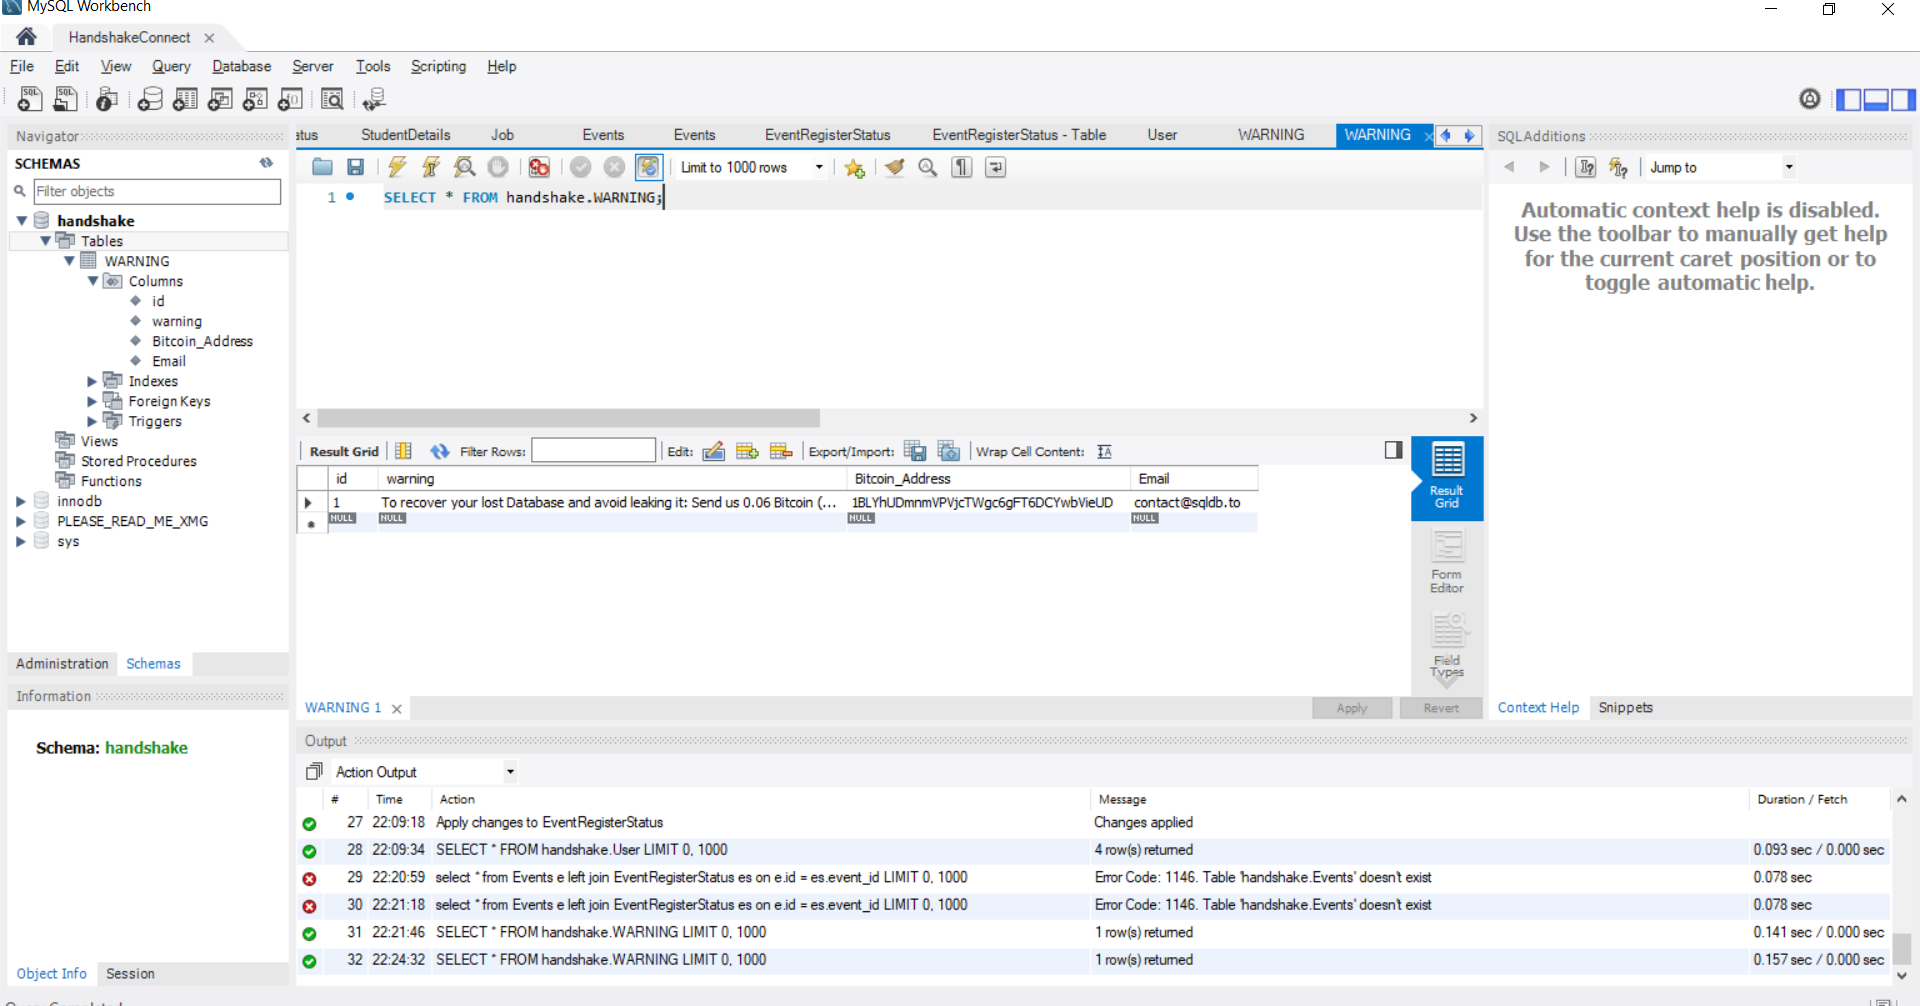 MySQL Workbench
HandshakeConnect
File Edit View Query Database Server Tools Scripting Help
Navigator
SCHEMAS
Filter objects
handshake
Tables
WARNING
Columns
id
warning
Bitcoin_Address
Email
Indexes
Foreign Keys
Triggers
Views
Stored Procedures
Functions
innodb
PLEASE_READ_ME_XMG
sys
Administration Schemas
Information
Schema: handshake
Object Info Session
atus StudentDetails Job Events Events EventRegisterStatus EventRegisterStatus - Table User WARNING WARNING
Limit to 1000 rows
1 SELECT * FROM handshake.WARNING;
Result Grid Filter Rows: Edit: Export/Import: Wrap Cell Content:
id warning Bitcoin_Address Email
1 To recover your lost Database and avoid leaking it: Send us 0.06 Bitcoin (... 1BLYhUDmnmVPVjcTWgc6gFT6DCYwbVieUD contact@sqldb.to
NULL NULL NULL NULL
Result Grid
Form Editor
Field Types
WARNING 1 Apply Revert
SQLAdditions
Jump to
Automatic context help is disabled.
Use the toolbar to manually get help
for the current caret position or to
toggle automatic help.
Context Help Snippets
Output
Action Output
# Time Action Message Duration / Fetch
27 22:09:18 Apply changes to EventRegisterStatus Changes applied
28 22:09:34 SELECT * FROM handshake.User LIMIT 0, 1000 4 row(s) returned 0.093 sec / 0.000 sec
29 22:20:59 select * from Events e left join EventRegisterStatus es on e.id = es.event_id LIMIT 0, 1000 Error Code: 1146. Table 'handshake.Events' doesn't exist 0.078 sec
30 22:21:18 select * from Events e left join EventRegisterStatus es on e.id = es.event_id LIMIT 0, 1000 Error Code: 1146. Table 'handshake.Events' doesn't exist 0.078 sec
31 22:21:46 SELECT * FROM handshake.WARNING LIMIT 0, 1000 1 row(s) returned 0.141 sec / 0.000 sec
32 22:24:32 SELECT * FROM handshake.WARNING LIMIT 0, 1000 1 row(s) returned 0.157 sec / 0.000 sec